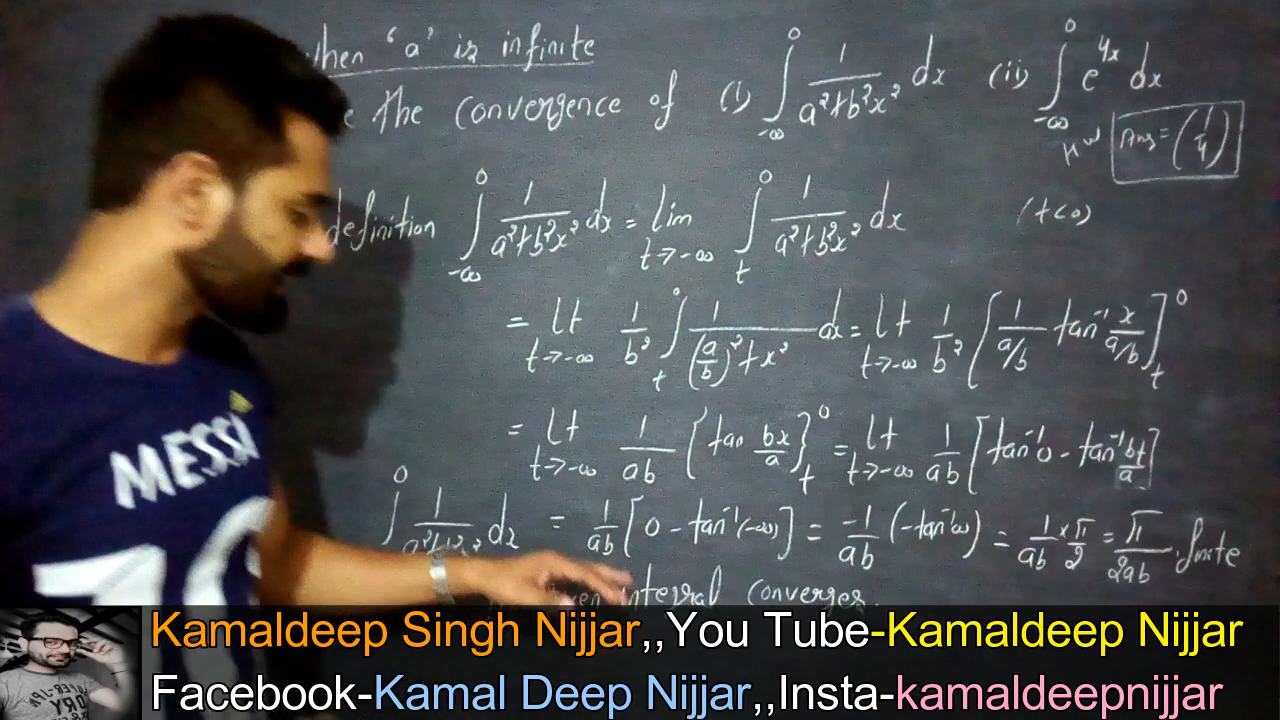 when 'a' is infinite
e The convergence of (i) ∫_{-∞}^{0} 1/(a²+b²x²) dx (ii) ∫_{-∞}^{0} e^{4x} dx
HW Ans = (1/4)
definition ∫_{-∞}^{0} 1/(a²+b²x²) dx = lim_{t→-∞} ∫_{t}^{0} 1/(a²+b²x²) dx (t<0)
= Lt_{t→-∞} 1/b² ∫_{t}^{0} 1/((a/b)²+x²) dx = Lt_{t→-∞} 1/b² [1/(a/b) tan⁻¹ x/(a/b)]_{t}^{0}
= Lt_{t→-∞} 1/(ab) [tan bx/a]_{t}^{0} = Lt_{t→-∞} 1/(ab) [tan⁻¹0 - tan⁻¹ bt/a]
∫^{0} 1/(a²+b²x²) dx = 1/(ab) [0 - tan⁻¹(-∞)] = -1/(ab) (-tan⁻¹∞) = 1/(ab) × π/2 = π/(2ab) finite
integral converges.
MESSI
Kamaldeep Singh Nijjar,,You Tube-Kamaldeep Nijjar
Facebook-Kamal Deep Nijjar,,Insta-kamaldeepnijjar